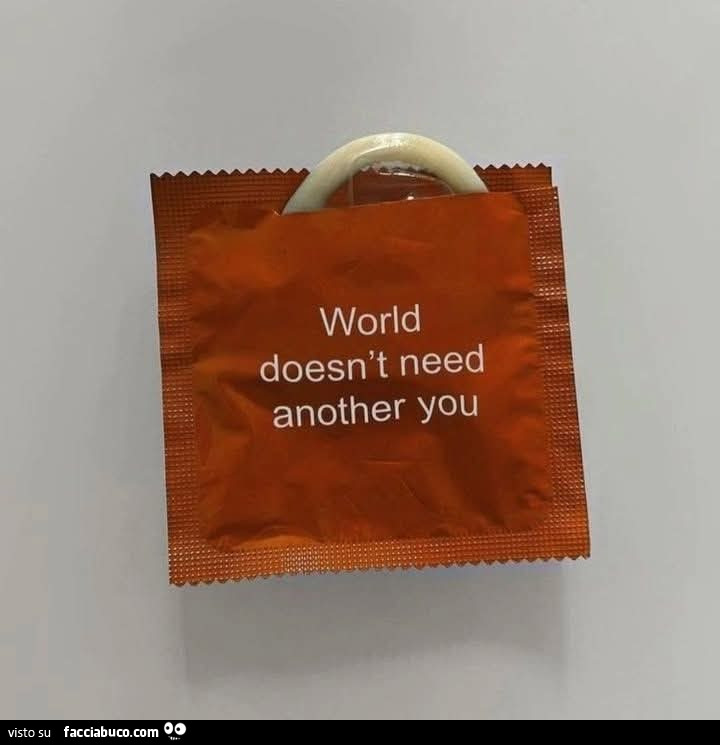 World
doesn't need
another you
visto su facciabuco.com